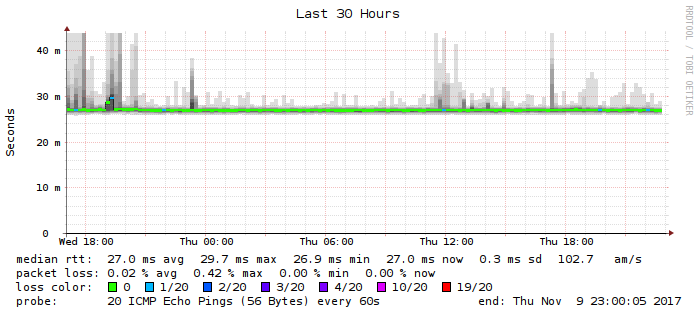 Last 30 Hours
RRDTOOL / TOBI OETIKER
Seconds
40 m
30 m
20 m
10 m
0
Wed 18:00 Thu 00:00 Thu 06:00 Thu 12:00 Thu 18:00
median rtt: 27.0 ms avg 29.7 ms max 26.9 ms min 27.0 ms now 0.3 ms sd 102.7 am/s
packet loss: 0.02 % avg 0.42 % max 0.00 % min 0.00 % now
loss color: 0 1/20 2/20 3/20 4/20 10/20 19/20
probe: 20 ICMP Echo Pings (56 Bytes) every 60s end: Thu Nov 9 23:00:05 2017